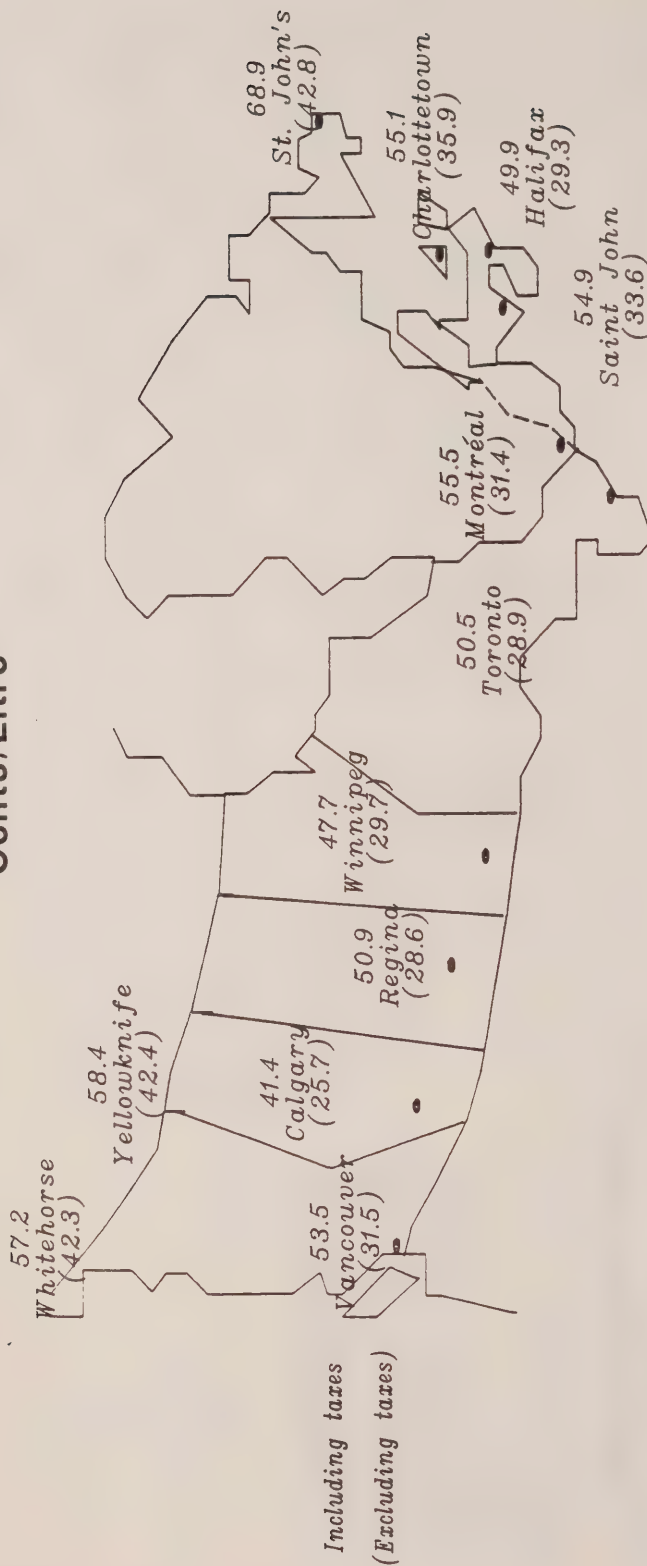 Cents/Litre
57.2
Whitehorse
(42.3)
58.4
Yellowknife
(42.4)
53.5
Vancouver
(31.5)
41.4
Calgary
(25.7)
50.9
Regina
(28.6)
47.7
Winnipeg
(29.7)
50.5
Toronto
(28.9)
55.5
Montréal
(31.4)
68.9
St. John's
(42.8)
55.1
Charlottetown
(35.9)
49.9
Halifax
(29.3)
54.9
Saint John
(33.6)
Including taxes
(Excluding taxes)